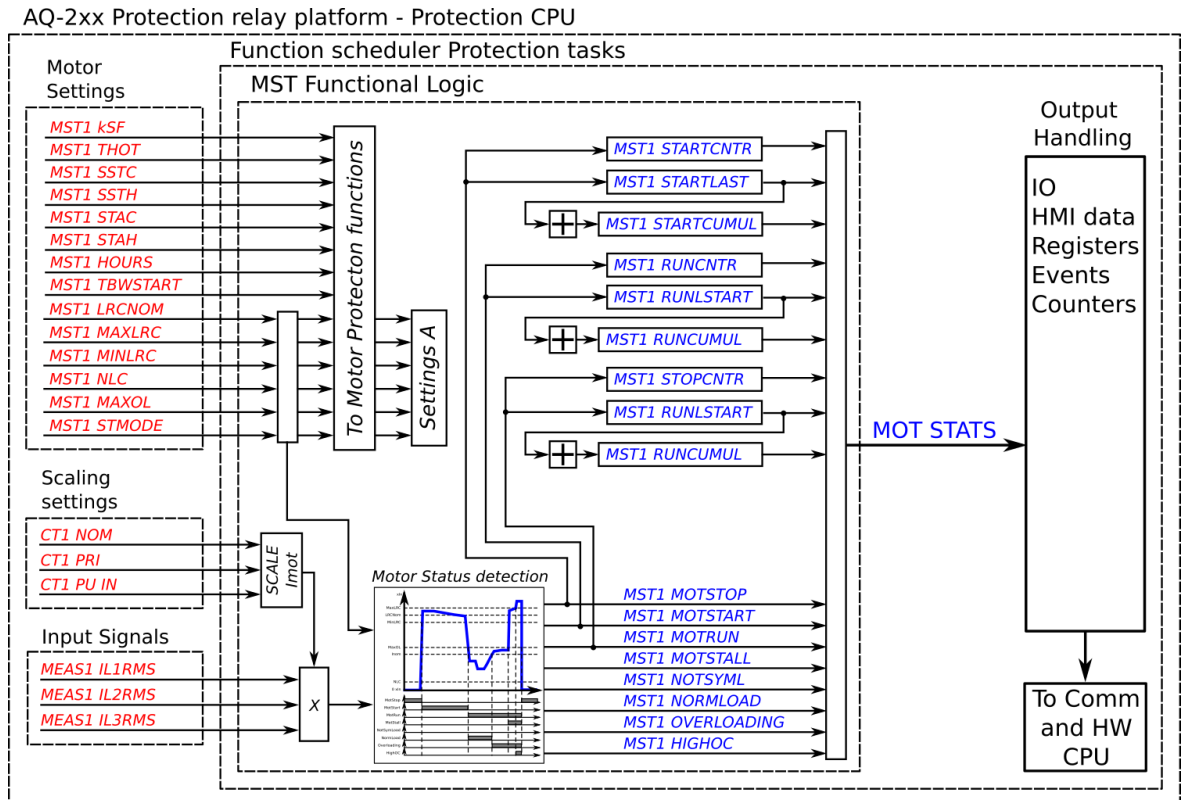 AQ-2xx Protection relay platform - Protection CPU
Function scheduler Protection tasks
MST Functional Logic
Motor
Settings
MST1 kSF
MST1 THOT
MST1 SSTC
MST1 SSTH
MST1 STAC
MST1 STAH
MST1 HOURS
MST1 TBWSTART
MST1 LRCNOM
MST1 MAXLRC
MST1 MINLRC
MST1 NLC
MST1 MAXOL
MST1 STMODE
To Motor Protecton functions
Settings A
Scaling
settings
CT1 NOM
CT1 PRI
CT1 PU IN
SCALE
Imot
Input Signals
MEAS1 IL1RMS
MEAS1 IL2RMS
MEAS1 IL3RMS
X
Motor Status detection
MST1 STARTCNTR
MST1 STARTLAST
+
MST1 STARTCUMUL
MST1 RUNCNTR
MST1 RUNLSTART
+
MST1 RUNCUMUL
MST1 STOPCNTR
MST1 RUNLSTART
+
MST1 RUNCUMUL
MST1 MOTSTOP
MST1 MOTSTART
MST1 MOTRUN
MST1 MOTSTALL
MST1 NOTSYML
MST1 NORMLOAD
MST1 OVERLOADING
MST1 HIGHOC
MOT STATS
Output
Handling
IO
HMI data
Registers
Events
Counters
To Comm
and HW
CPU